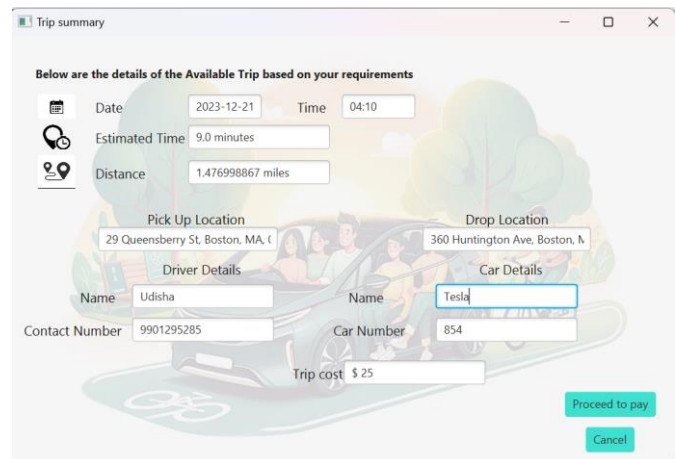 Trip summary
Below are the details of the Available Trip based on your requirements
Date 2023-12-21 Time 04:10
Estimated Time 9.0 minutes
Distance 1.476998867 miles
Pick Up Location Drop Location
29 Queensberry St, Boston, MA, ( 360 Huntington Ave, Boston, M
Driver Details Car Details
Name Udisha Name Tesla
Contact Number 9901295285 Car Number 854
Trip cost $ 25
Proceed to pay
Cancel